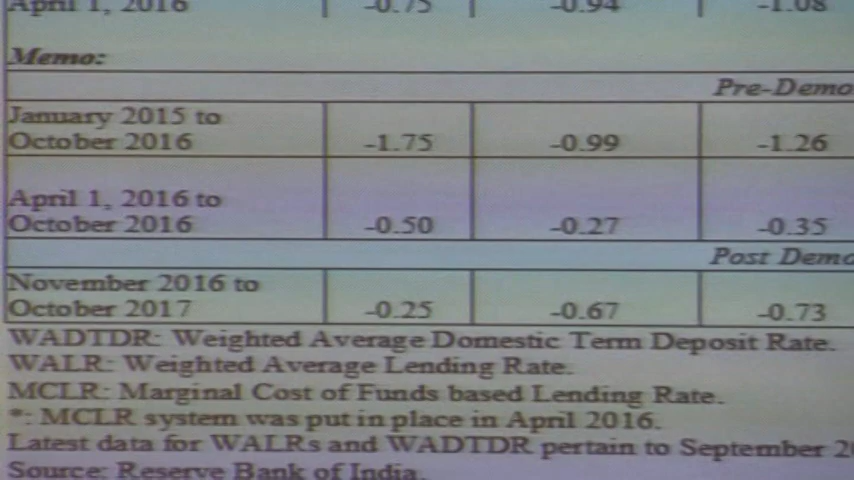 April 1, 2016 -0.75 -0.94 -1.08
Memo:
Pre-Demo
January 2015 to
October 2016 -1.75 -0.99 -1.26
April 1, 2016 to
October 2016 -0.50 -0.27 -0.35
Post Demo
November 2016 to
October 2017 -0.25 -0.67 -0.73
WADTDR: Weighted Average Domestic Term Deposit Rate.
WALR: Weighted Average Lending Rate.
MCLR: Marginal Cost of Funds based Lending Rate.
*: MCLR system was put in place in April 2016.
Latest data for WALRs and WADTDR pertain to September 20
Source: Reserve Bank of India.